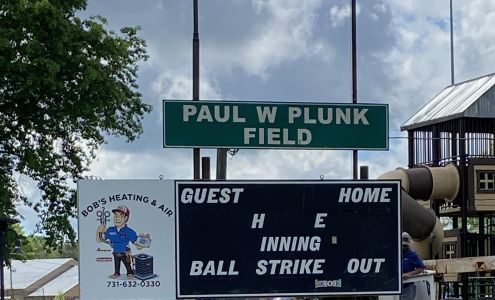 PAUL W PLUNK
FIELD
BOB'S HEATING & AIR
731-632-0330
GUEST HOME
H E
INNING
BALL STRIKE OUT